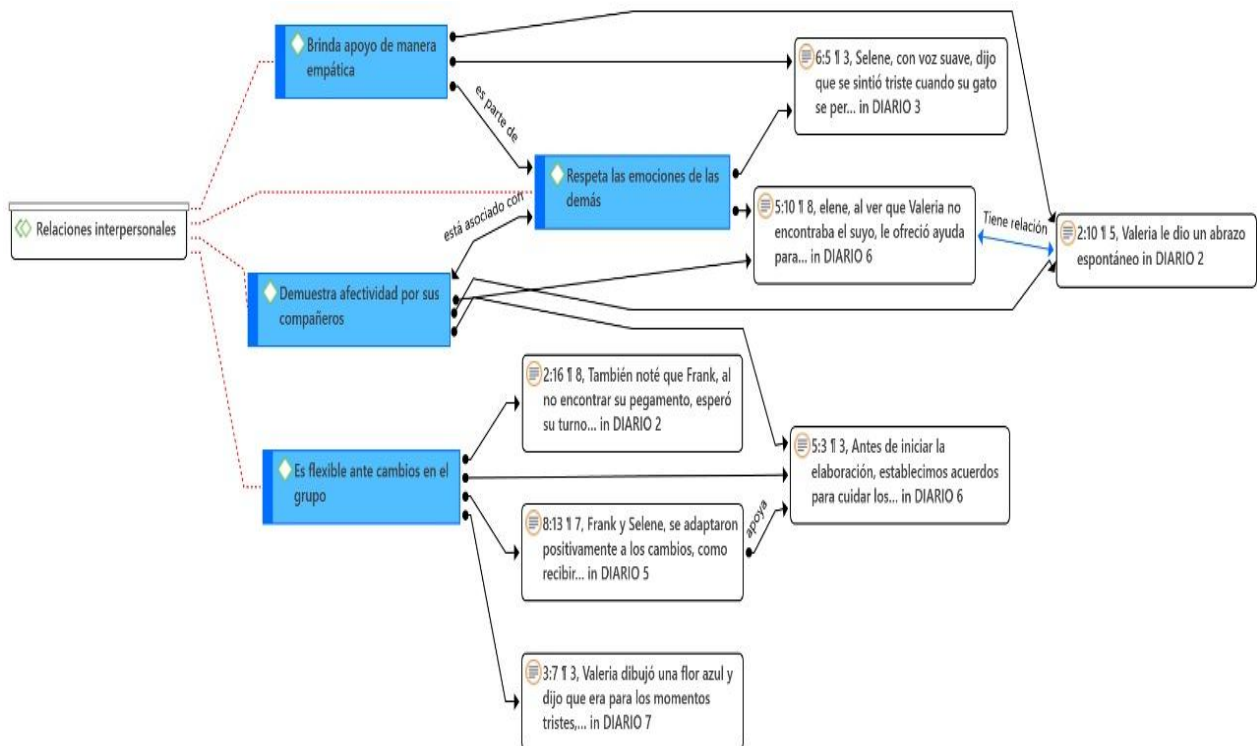 Brinda apoyo de manera
empática
6:5 ¶ 3, Selene, con voz suave, dijo
que se sintió triste cuando su gato
se per... in DIARIO 3
es parte de
Respeta las emociones de las
demás
está asociado con
Relaciones interpersonales
5:10 ¶ 8, elene, al ver que Valeria no
encontraba el suyo, le ofreció ayuda
para... in DIARIO 6
Tiene relación
2:10 ¶ 5, Valeria le dio un abrazo
espontáneo in DIARIO 2
Demuestra afectividad por sus
compañeros
2:16 ¶ 8, También noté que Frank, al
no encontrar su pegamento, esperó
su turno... in DIARIO 2
Es flexible ante cambios en el
grupo
5:3 ¶ 3, Antes de iniciar la
elaboración, establecimos acuerdos
para cuidar los... in DIARIO 6
8:13 ¶ 7, Frank y Selene, se adaptaron
positivamente a los cambios, como
recibir... in DIARIO 5
apoya
3:7 ¶ 3, Valeria dibujó una flor azul y
dijo que era para los momentos
tristes,... in DIARIO 7